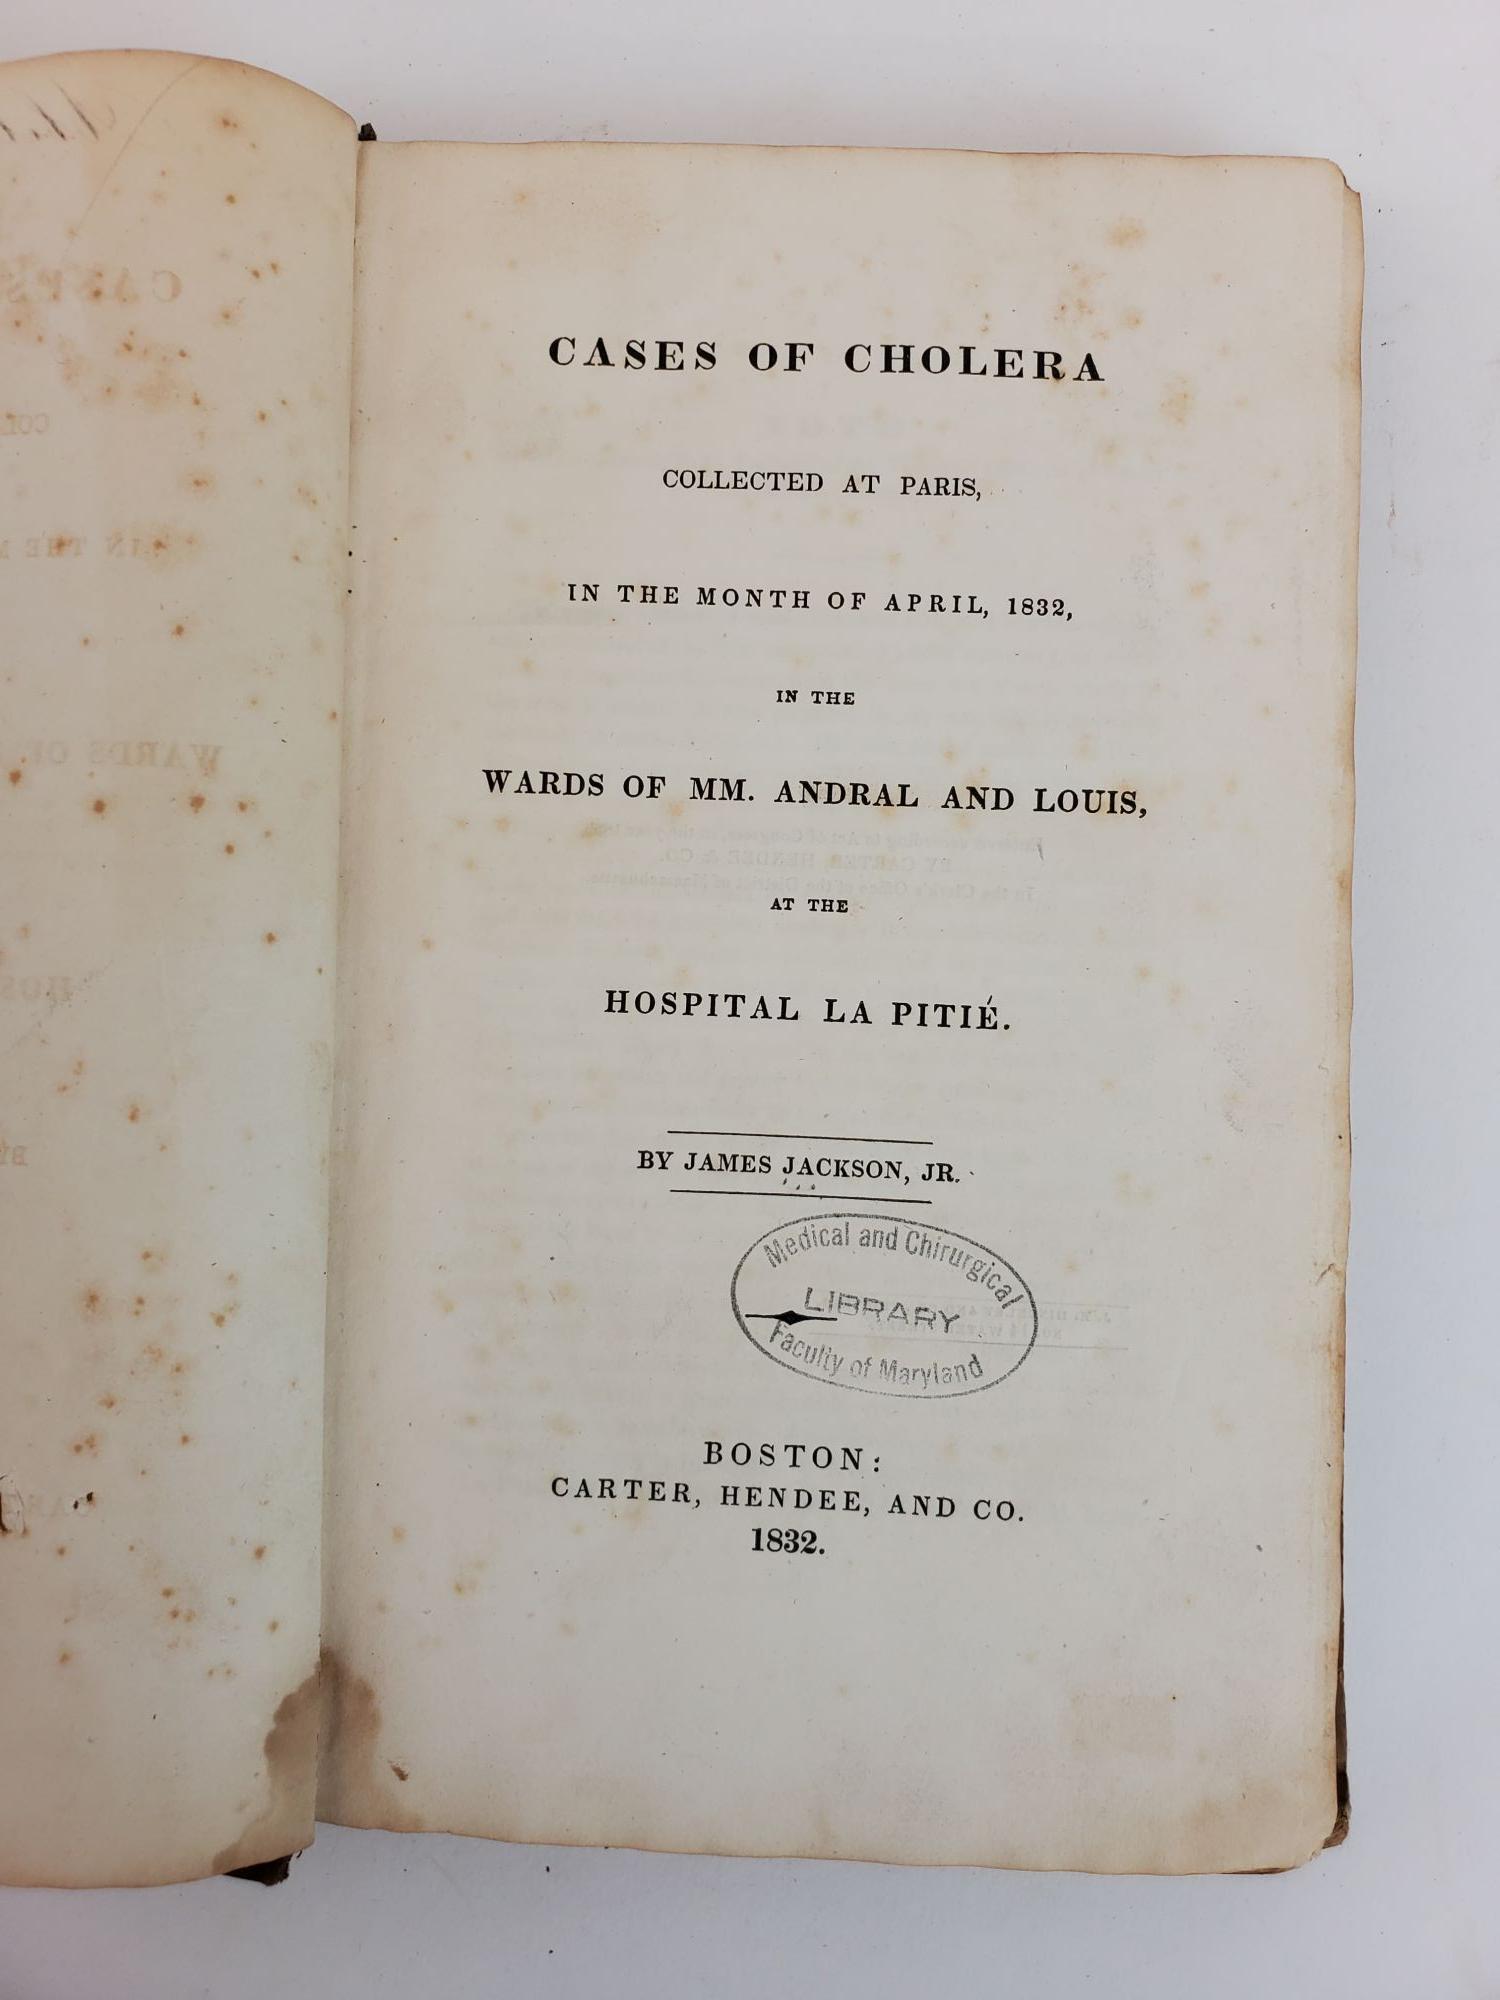 CASES OF CHOLERA
COLLECTED AT PARIS,
IN THE MONTH OF APRIL, 1832,
IN THE
WARDS OF MM. ANDRAL AND LOUIS,
AT THE
HOSPITAL LA PITIÉ.
BY JAMES JACKSON, JR.
Medical and Chirurgical
LIBRARY
Faculty of Maryland
BOSTON:
CARTER, HENDEE, AND CO.
1832.